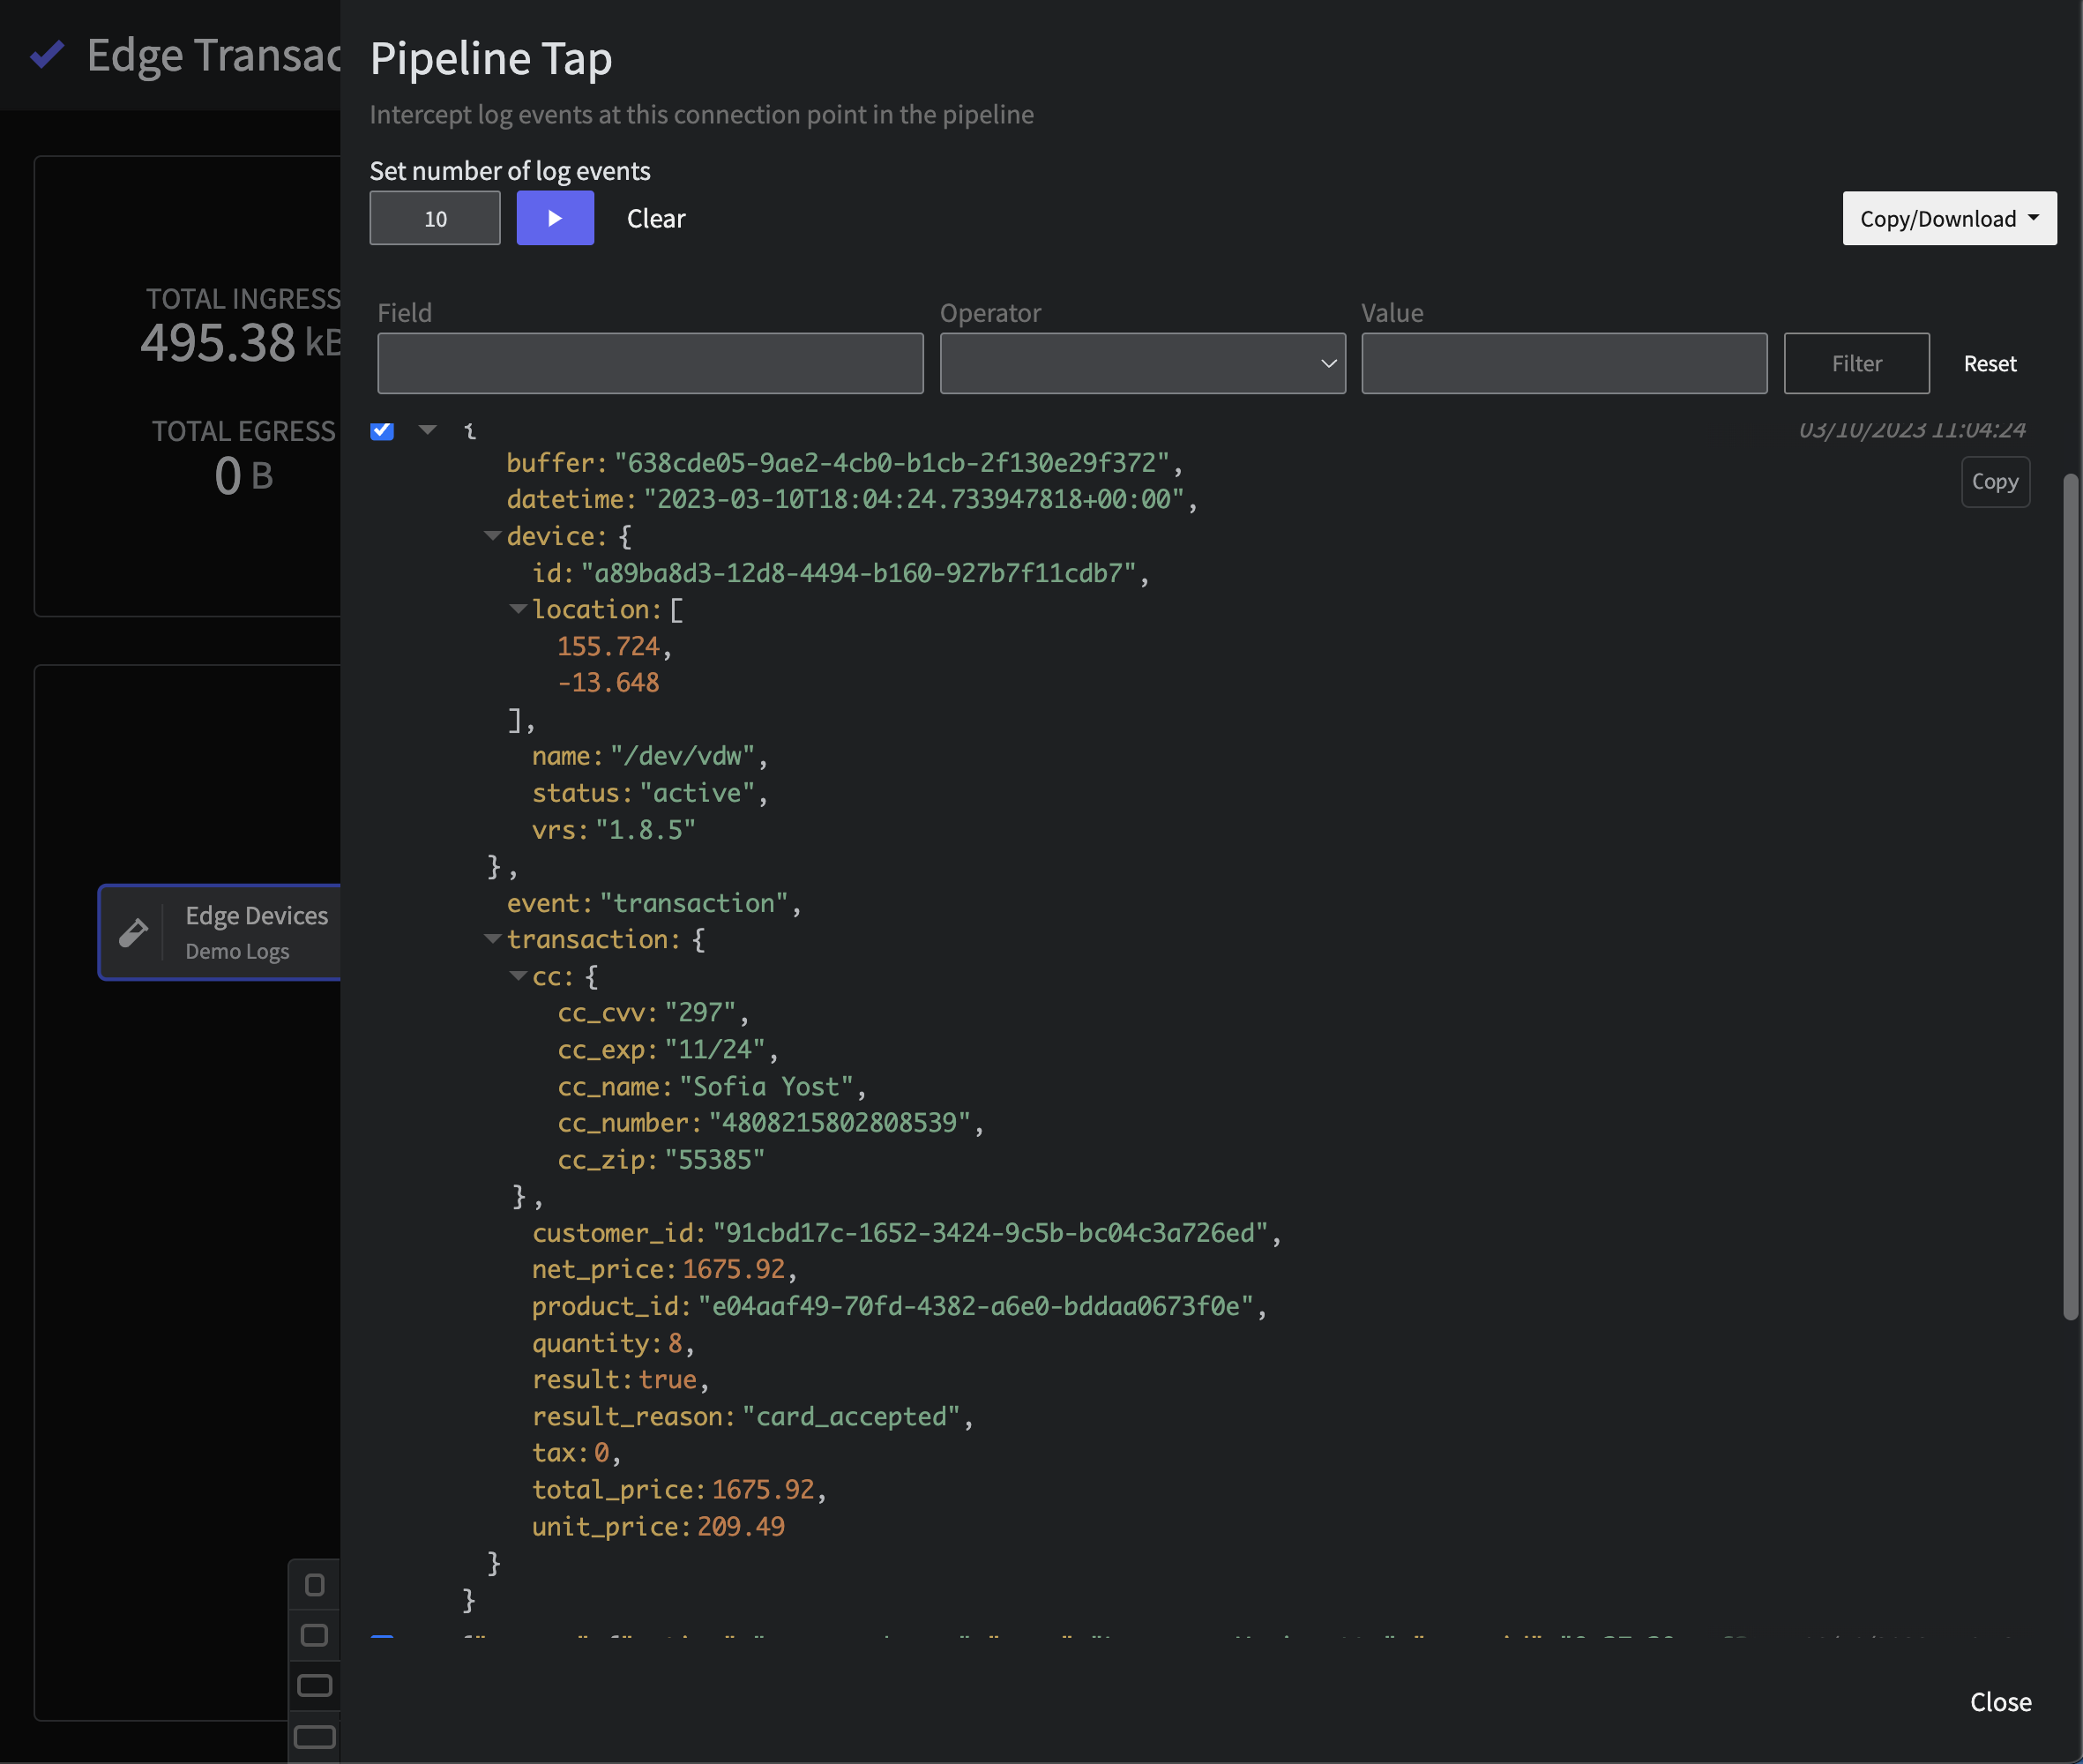 Edge Transac
Pipeline Tap
Intercept log events at this connection point in the pipeline
Set number of log events
10
Clear
Copy/Download
TOTAL INGRESS
495.38 kB
TOTAL EGRESS
0 B
Field
Operator
Value
Filter
Reset
{
03/10/2023 11:04:24
buffer: "638cde05-9ae2-4cb0-b1cb-2f130e29f372",
Copy
datetime: "2023-03-10T18:04:24.733947818+00:00",
device: {
id: "a89ba8d3-12d8-4494-b160-927b7f11cdb7",
location: [
155.724,
-13.648
],
name: "/dev/vdw",
status: "active",
vrs: "1.8.5"
},
event: "transaction",
transaction: {
cc: {
cc_cvv: "297",
cc_exp: "11/24",
cc_name: "Sofia Yost",
cc_number: "4808215802808539",
cc_zip: "55385"
},
customer_id: "91cbd17c-1652-3424-9c5b-bc04c3a726ed",
net_price: 1675.92,
product_id: "e04aaf49-70fd-4382-a6e0-bddaa0673f0e",
quantity: 8,
result: true,
result_reason: "card_accepted",
tax: 0,
total_price: 1675.92,
unit_price: 209.49
}
}
Edge Devices
Demo Logs
Close